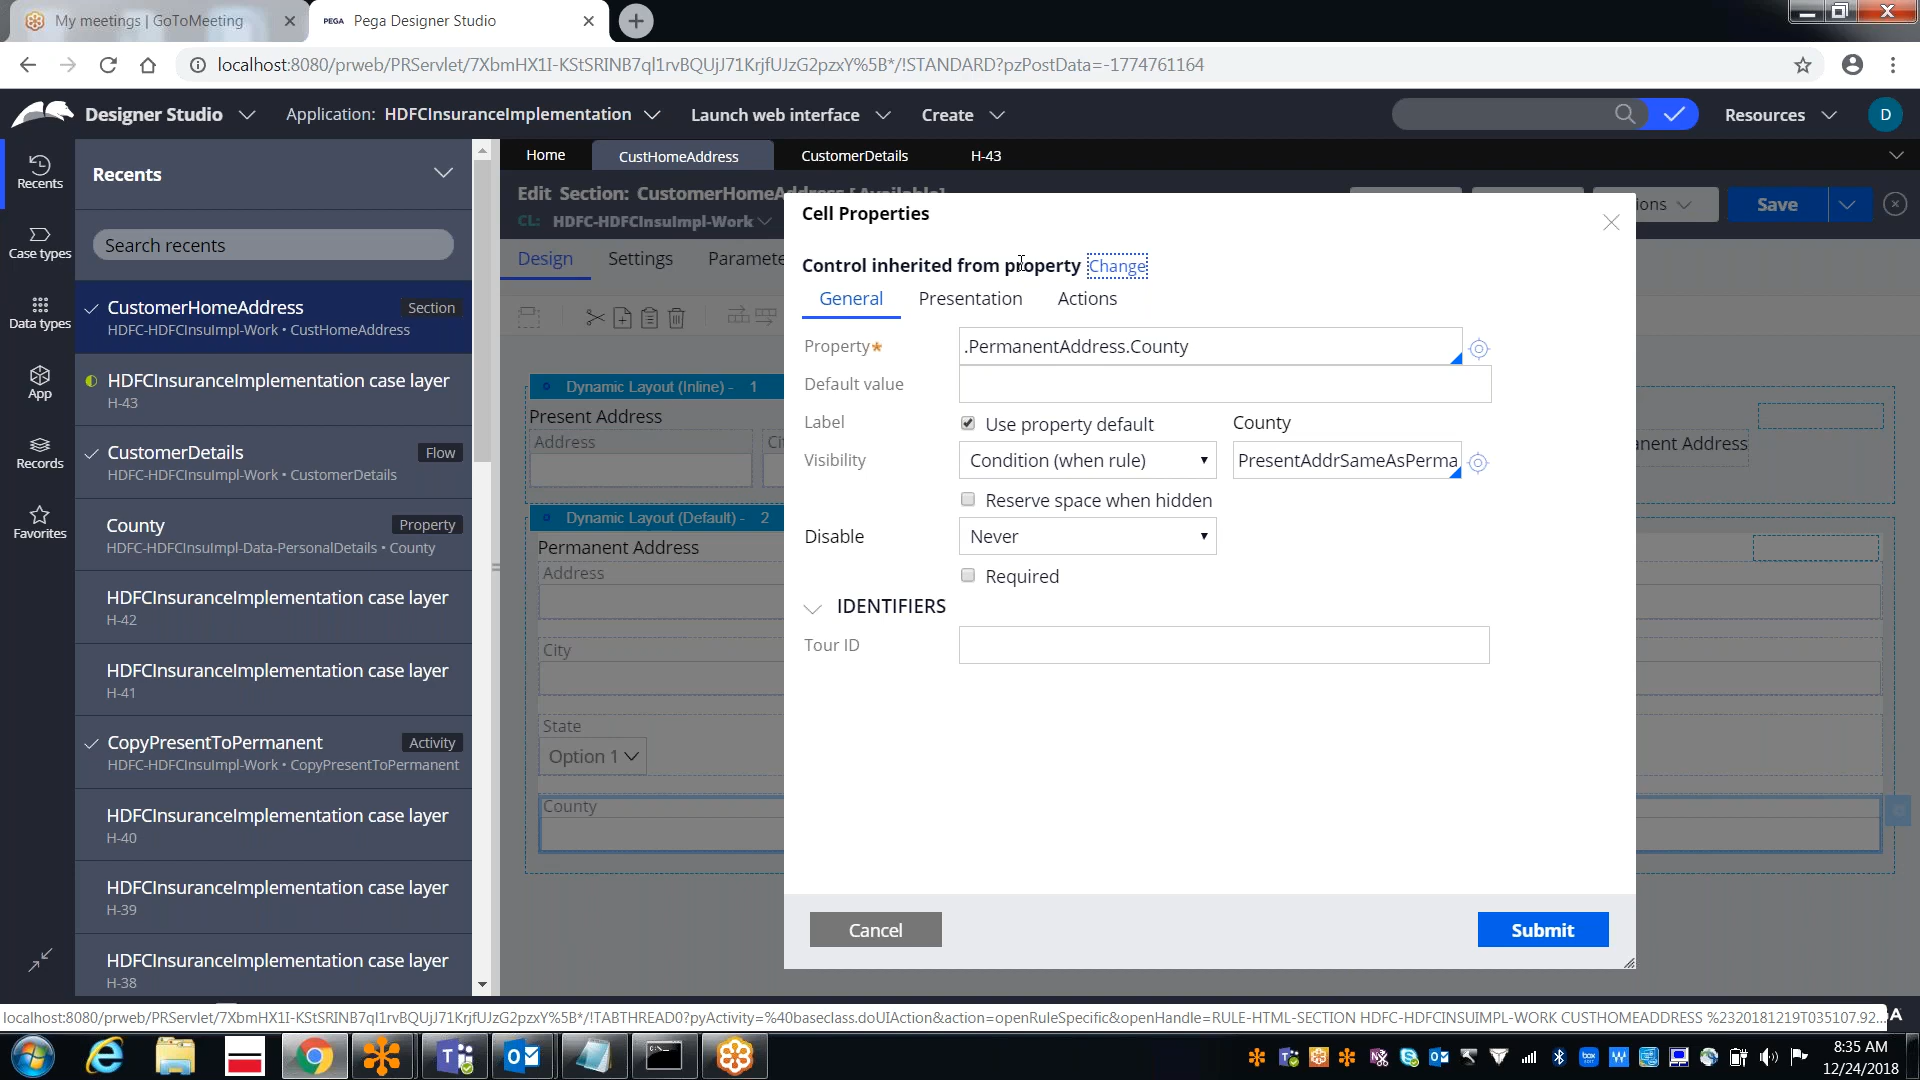 My meetings | GoToMeeting
PEGA Pega Designer Studio
localhost:8080/prweb/PRServlet/7XbmHX1I-KStSRINB7ql1rvBQUjJ71KrjfUJzG2pzxY%5B*/!STANDARD?pzPostData=-1774761164
Designer Studio
Application: HDFCInsuranceImplementation
Launch web interface
Create
Resources
D
Recents
Case types
Data types
App
Records
Favorites
Recents
Search recents
CustomerHomeAddress Section
HDFC-HDFCInsuImpl-Work • CustHomeAddress
HDFCInsuranceImplementation case layer
H-43
CustomerDetails Flow
HDFC-HDFCInsuImpl-Work • CustomerDetails
County Property
HDFC-HDFCInsuImpl-Data-PersonalDetails • County
HDFCInsuranceImplementation case layer
H-42
HDFCInsuranceImplementation case layer
H-41
CopyPresentToPermanent Activity
HDFC-HDFCInsuImpl-Work • CopyPresentToPermanent
HDFCInsuranceImplementation case layer
H-40
HDFCInsuranceImplementation case layer
H-39
HDFCInsuranceImplementation case layer
H-38
Home CustHomeAddress CustomerDetails H-43
Edit Section: CustomerHomeAddress [ Available]
CL: HDFC-HDFCInsuImpl-Work
ions
Save
Design Settings Paramete
Dynamic Layout (Inline) - 1
Present Address
Address Ci
nent Address
Dynamic Layout (Default) - 2
Permanent Address
Address
City
State
Option 1
County
Cell Properties
Control inherited from property Change
General Presentation Actions
Property* .PermanentAddress.County
Default value
Label Use property default County
Visibility Condition (when rule) PresentAddrSameAsPerma
Reserve space when hidden
Disable Never
Required
IDENTIFIERS
Tour ID
Cancel
Submit
localhost:8080/prweb/PRServlet/7XbmHX1I-KStSRINB7ql1rvBQUjJ71KrjfUJzG2pzxY%5B*/!TABTHREAD0?pyActivity=%40baseclass.doUIAction&action=openRuleSpecific&openHandle=RULE-HTML-SECTION HDFC-HDFCINSUIMPL-WORK CUSTHOMEADDRESS %2320181219T035107.92...
A
8:35 AM
12/24/2018